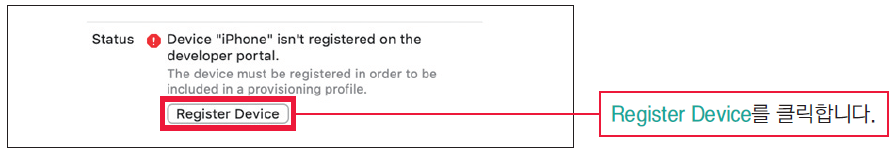 Status Device "iPhone" isn't registered on the
developer portal.
The device must be registered in order to be
included in a provisioning profile.
Register Device
Register Device를 클릭합니다.